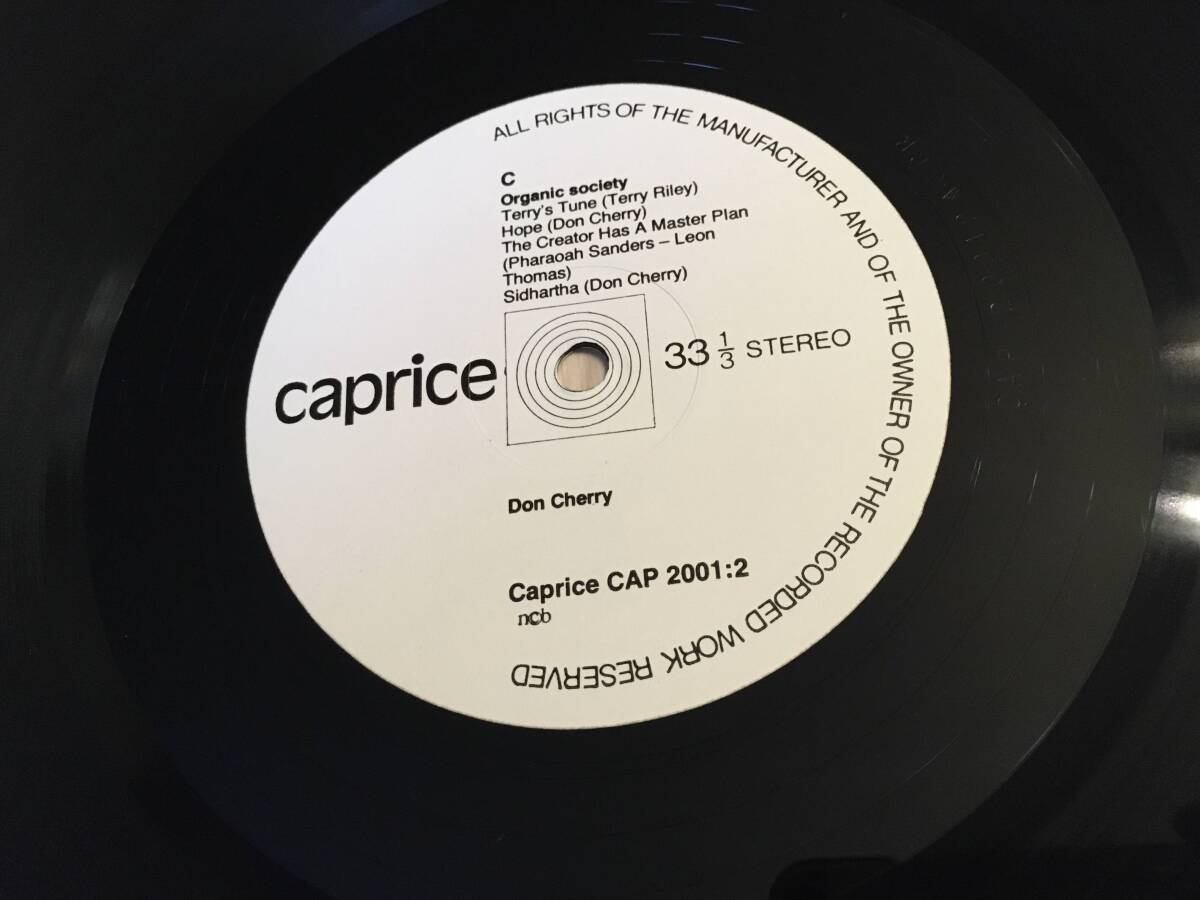 ALL RIGHTS OF THE MANUFACTURER AND OF THE OWNER OF THE RECORDED WORK RESERVED
C
Organic society
Terry's Tune (Terry Riley)
Hope (Don Cherry)
The Creator Has A Master Plan
(Pharaoah Sanders – Leon
Thomas)
Sidhartha (Don Cherry)
caprice
33 1/3 STEREO
Don Cherry
Caprice CAP 2001:2
ncb